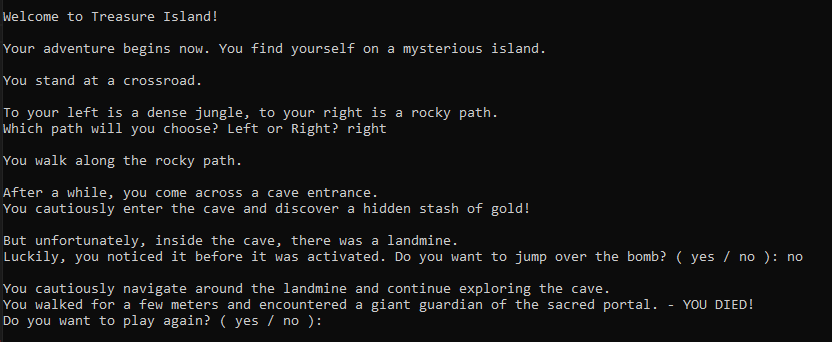 Welcome to Treasure Island!
Your adventure begins now. You find yourself on a mysterious island.
You stand at a crossroad.
To your left is a dense jungle, to your right is a rocky path.
Which path will you choose? Left or Right? right
You walk along the rocky path.
After a while, you come across a cave entrance.
You cautiously enter the cave and discover a hidden stash of gold!
But unfortunately, inside the cave, there was a landmine.
Luckily, you noticed it before it was activated. Do you want to jump over the bomb? ( yes / no ): no
You cautiously navigate around the landmine and continue exploring the cave.
You walked for a few meters and encountered a giant guardian of the sacred portal. - YOU DIED!
Do you want to play again? ( yes / no ):